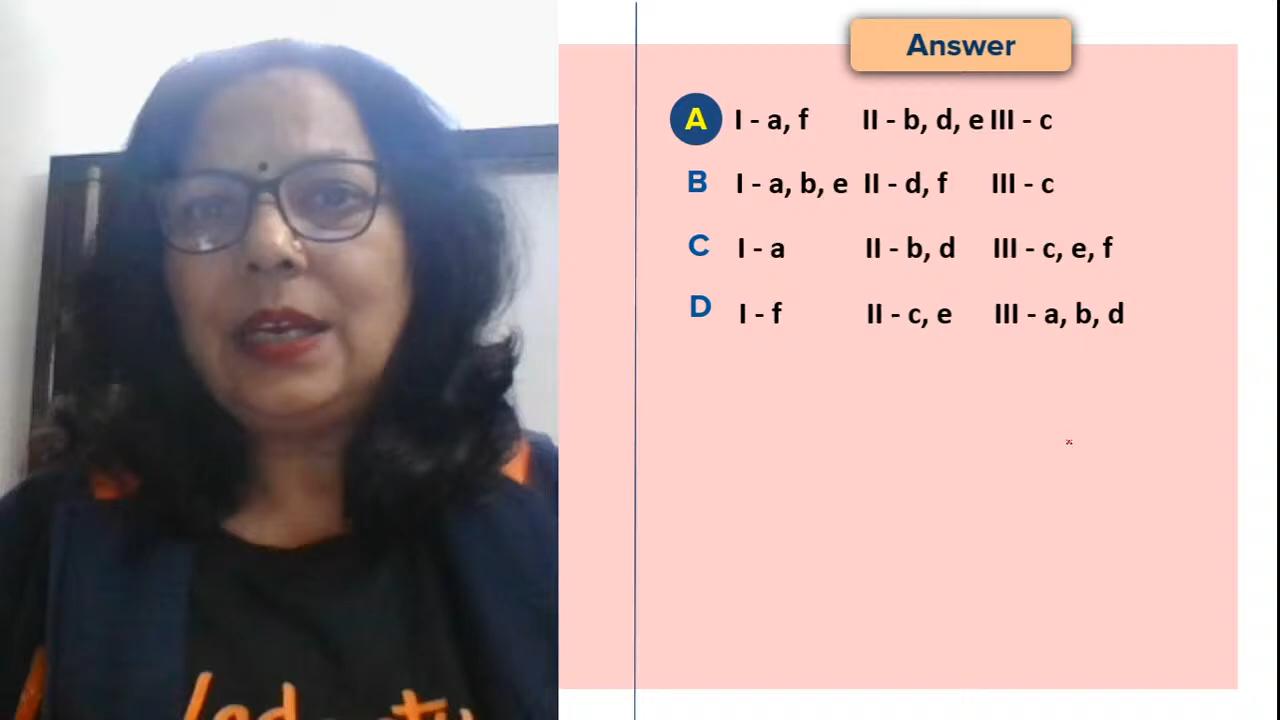 Answer
A I - a, f II - b, d, e III - c
B I - a, b, e II - d, f III - c
C I - a II - b, d III - c, e, f
D I - f II - c, e III - a, b, d